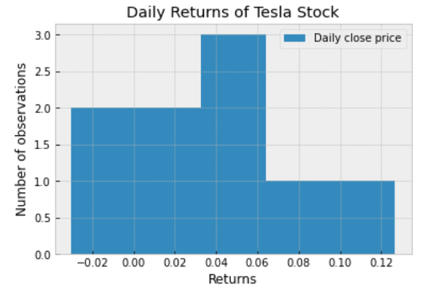 Daily Returns of Tesla Stock
Daily close price
Number of observations
3.0
2.5
2.0
1.5
1.0
0.5
0.0
−0.02 0.00 0.02 0.04 0.06 0.08 0.10 0.12
Returns